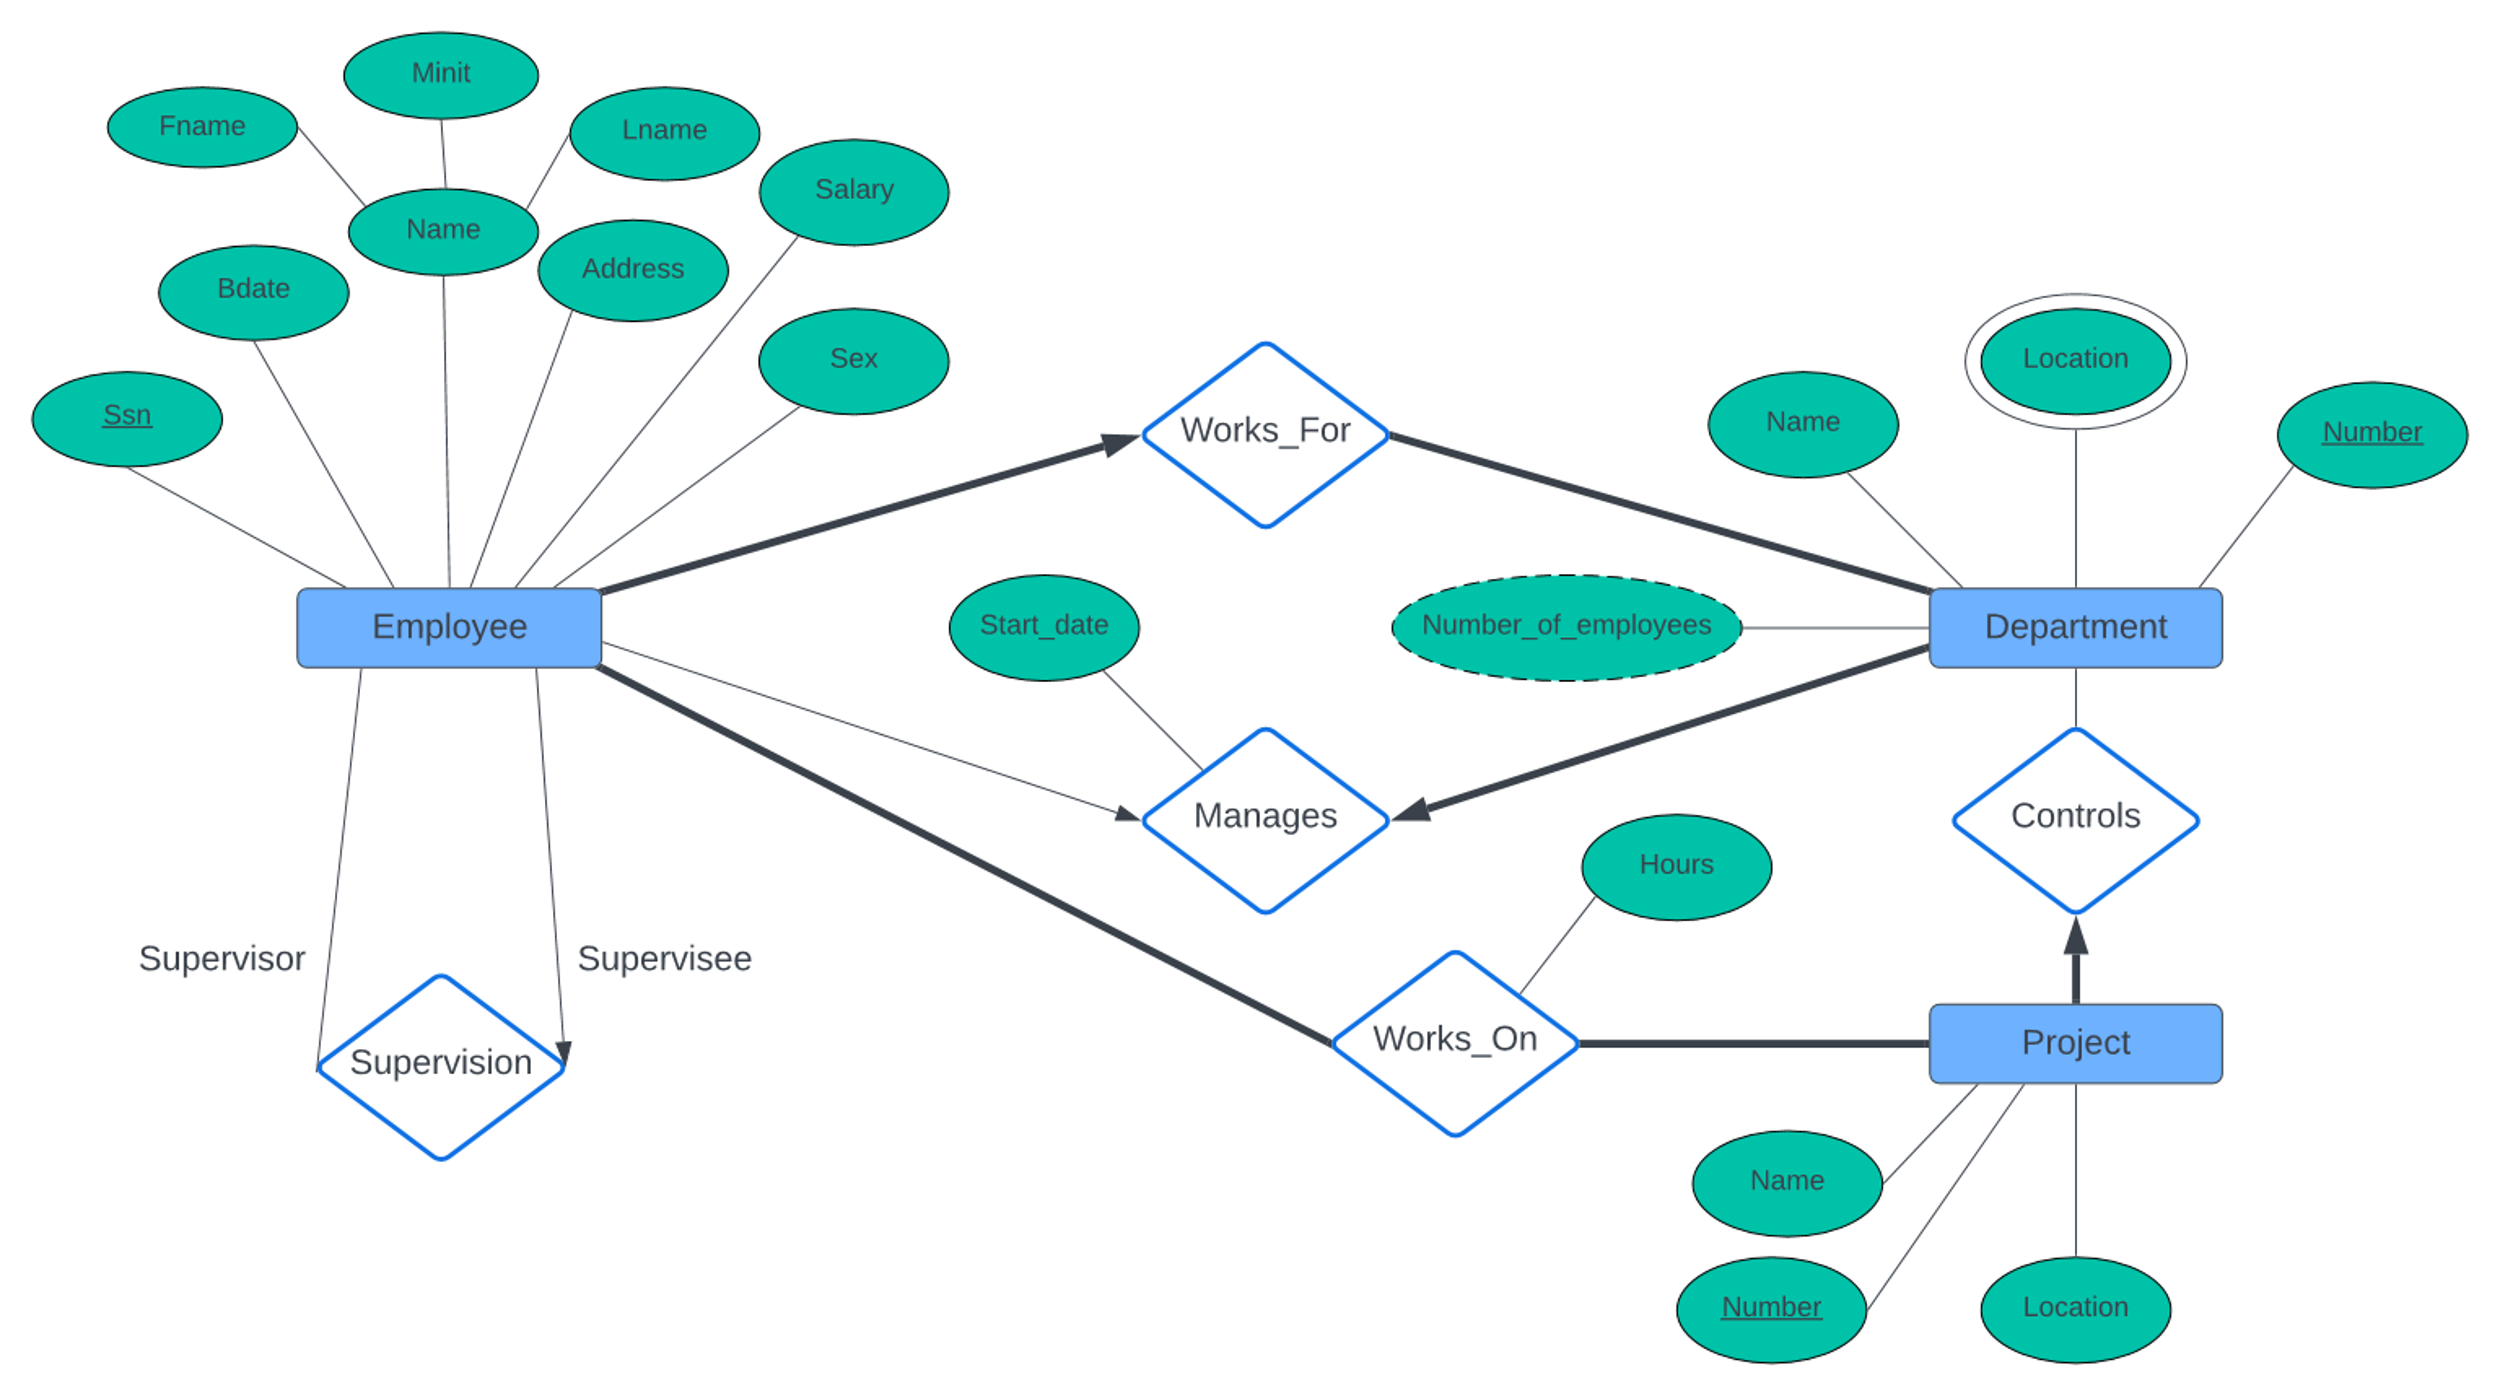 Minit
Fname
Lname
Salary
Name
Address
Bdate
Sex
Location
Ssn
Name
Number
Works_For
Employee
Start_date
Number_of_employees
Department
Manages
Controls
Hours
Supervisor
Supervisee
Works_On
Project
Supervision
Name
Number
Location